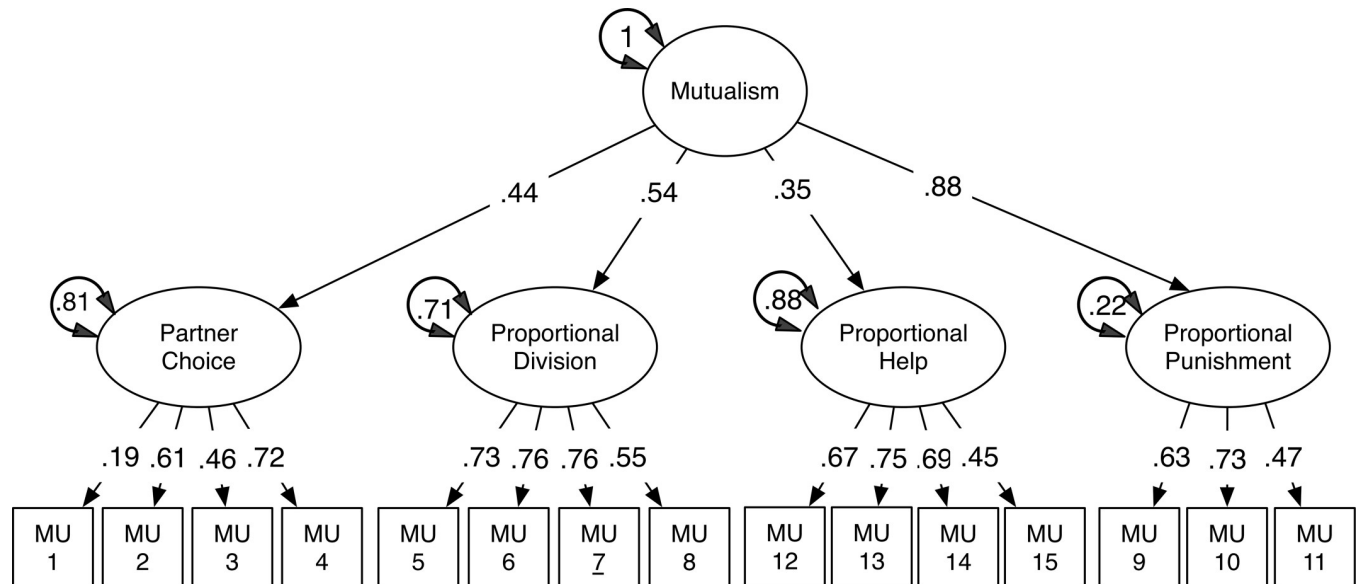 1
Mutualism
.44
.54
.35
.88
.81
.71
.88
.22
Partner
Choice
Proportional
Division
Proportional
Help
Proportional
Punishment
.19 .61 .46 .72
.73 .76 .76 .55
.67 .75 .69 .45
.63 .73 .47
MU
1
MU
2
MU
3
MU
4
MU
5
MU
6
MU
7
MU
8
MU
12
MU
13
MU
14
MU
15
MU
9
MU
10
MU
11